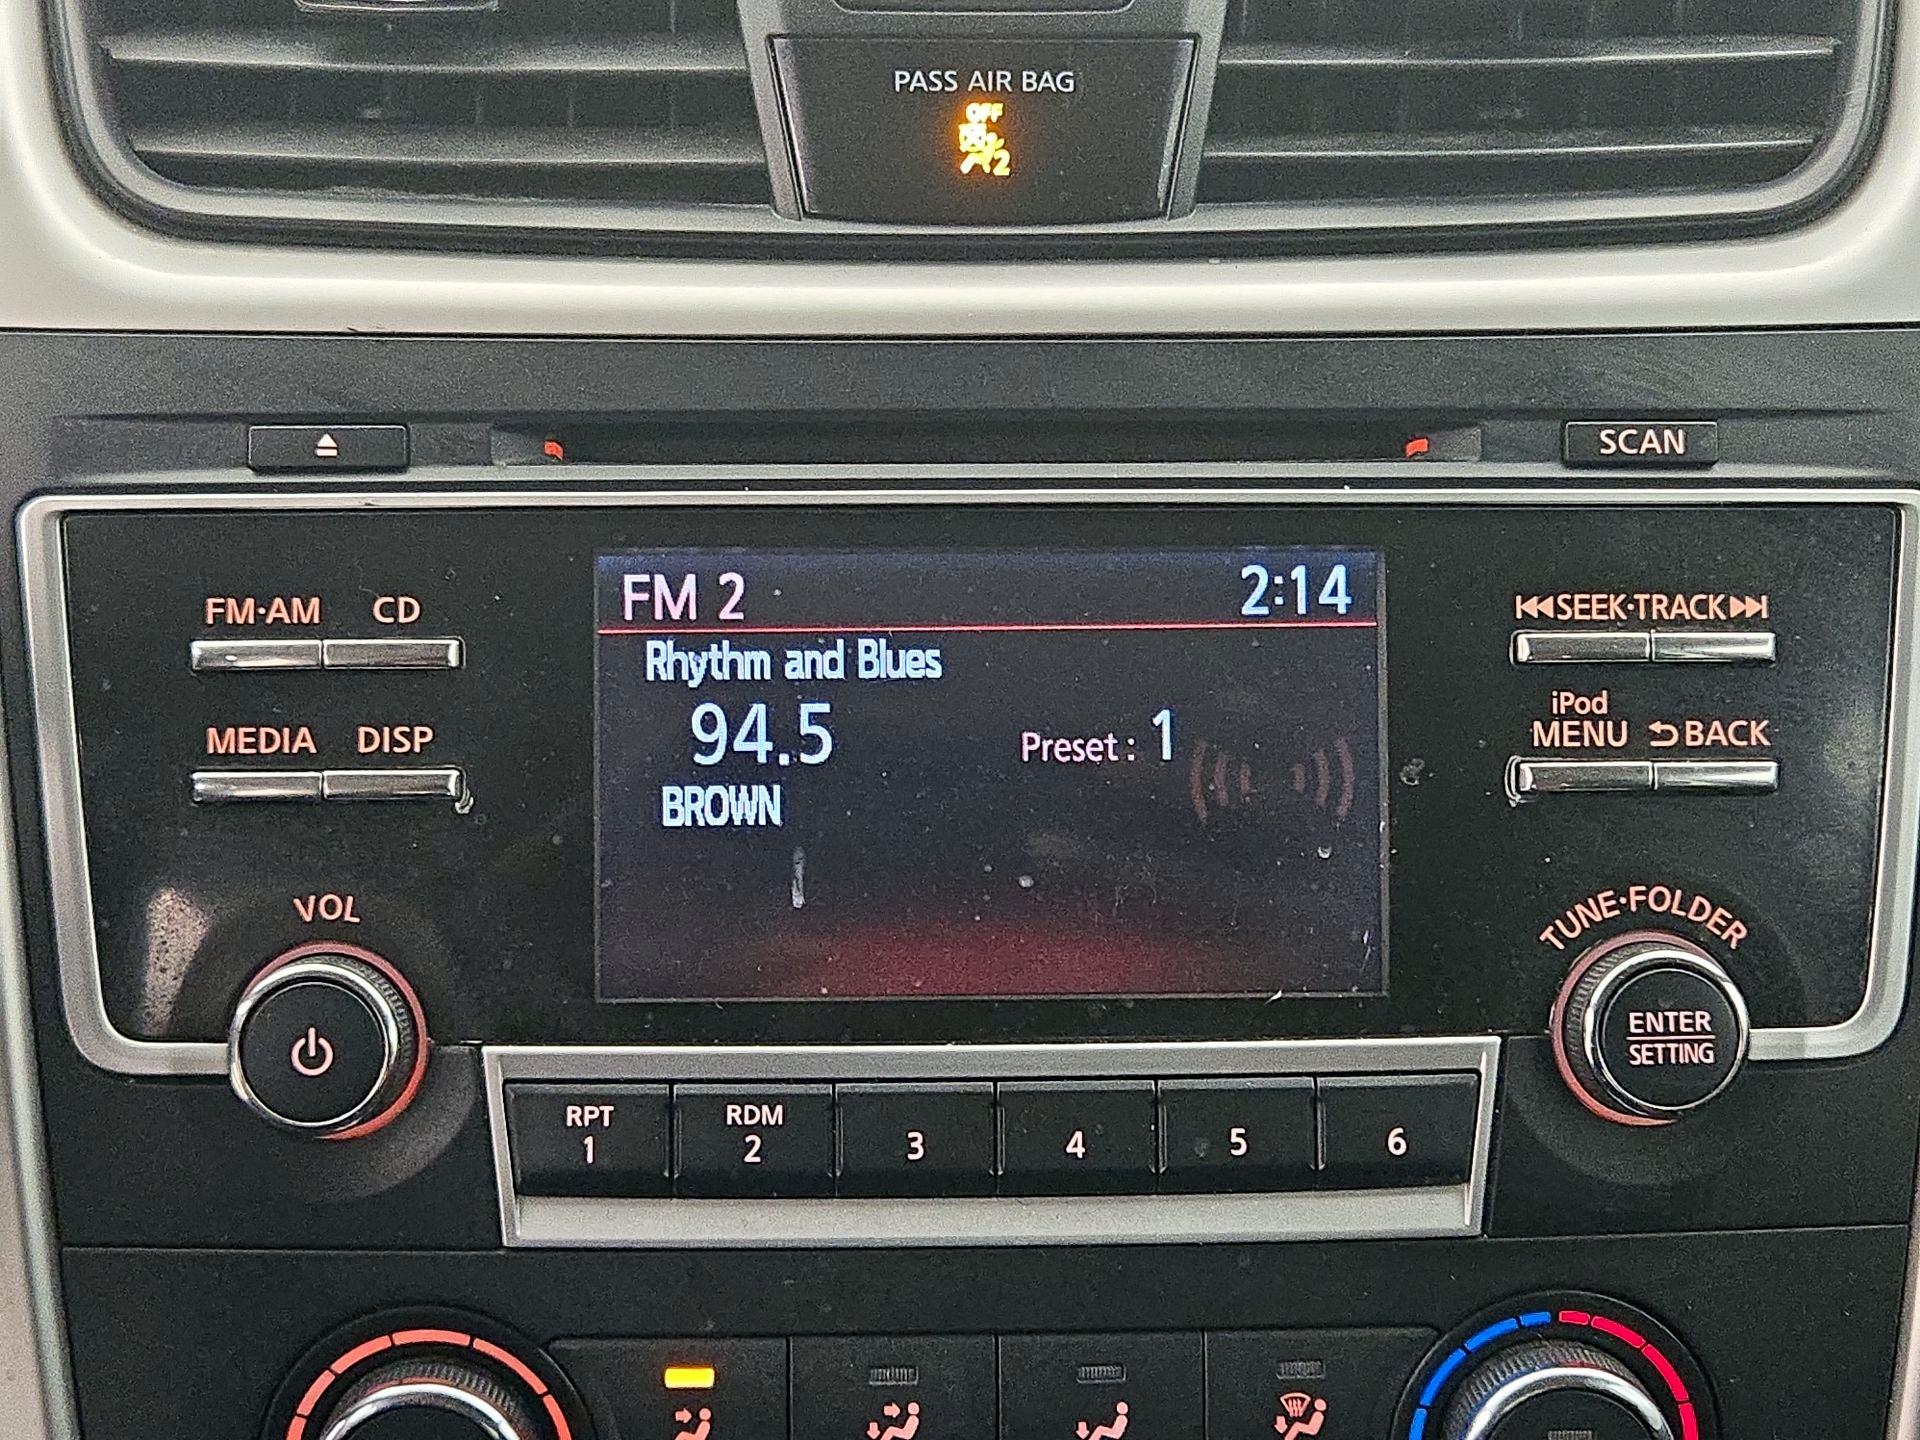 PASS AIR BAG
OFF
2
SCAN
FM·AM CD
MEDIA DISP
VOL
FM 2 2:14
Rhythm and Blues
94.5 Preset : 1
BROWN
SEEK·TRACK
iPod
MENU BACK
TUNE·FOLDER
ENTER
SETTING
RPT
1
RDM
2
3
4
5
6